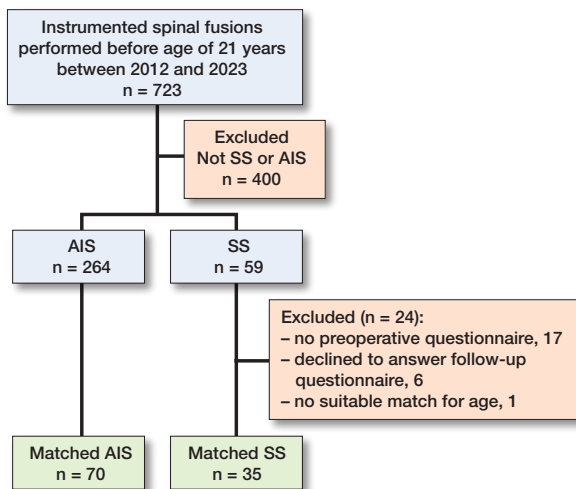 Instrumented spinal fusions
performed before age of 21 years
between 2012 and 2023
n = 723
Excluded
Not SS or AIS
n = 400
AIS
n = 264
SS
n = 59
Excluded (n = 24):
– no preoperative questionnaire, 17
– declined to answer follow-up
questionnaire, 6
– no suitable match for age, 1
Matched AIS
n = 70
Matched SS
n = 35